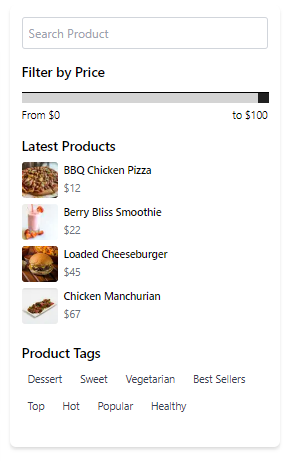 Search Product
Filter by Price
From $0 to $100
Latest Products
BBQ Chicken Pizza
$12
Berry Bliss Smoothie
$22
Loaded Cheeseburger
$45
Chicken Manchurian
$67
Product Tags
Dessert Sweet Vegetarian Best Sellers
Top Hot Popular Healthy